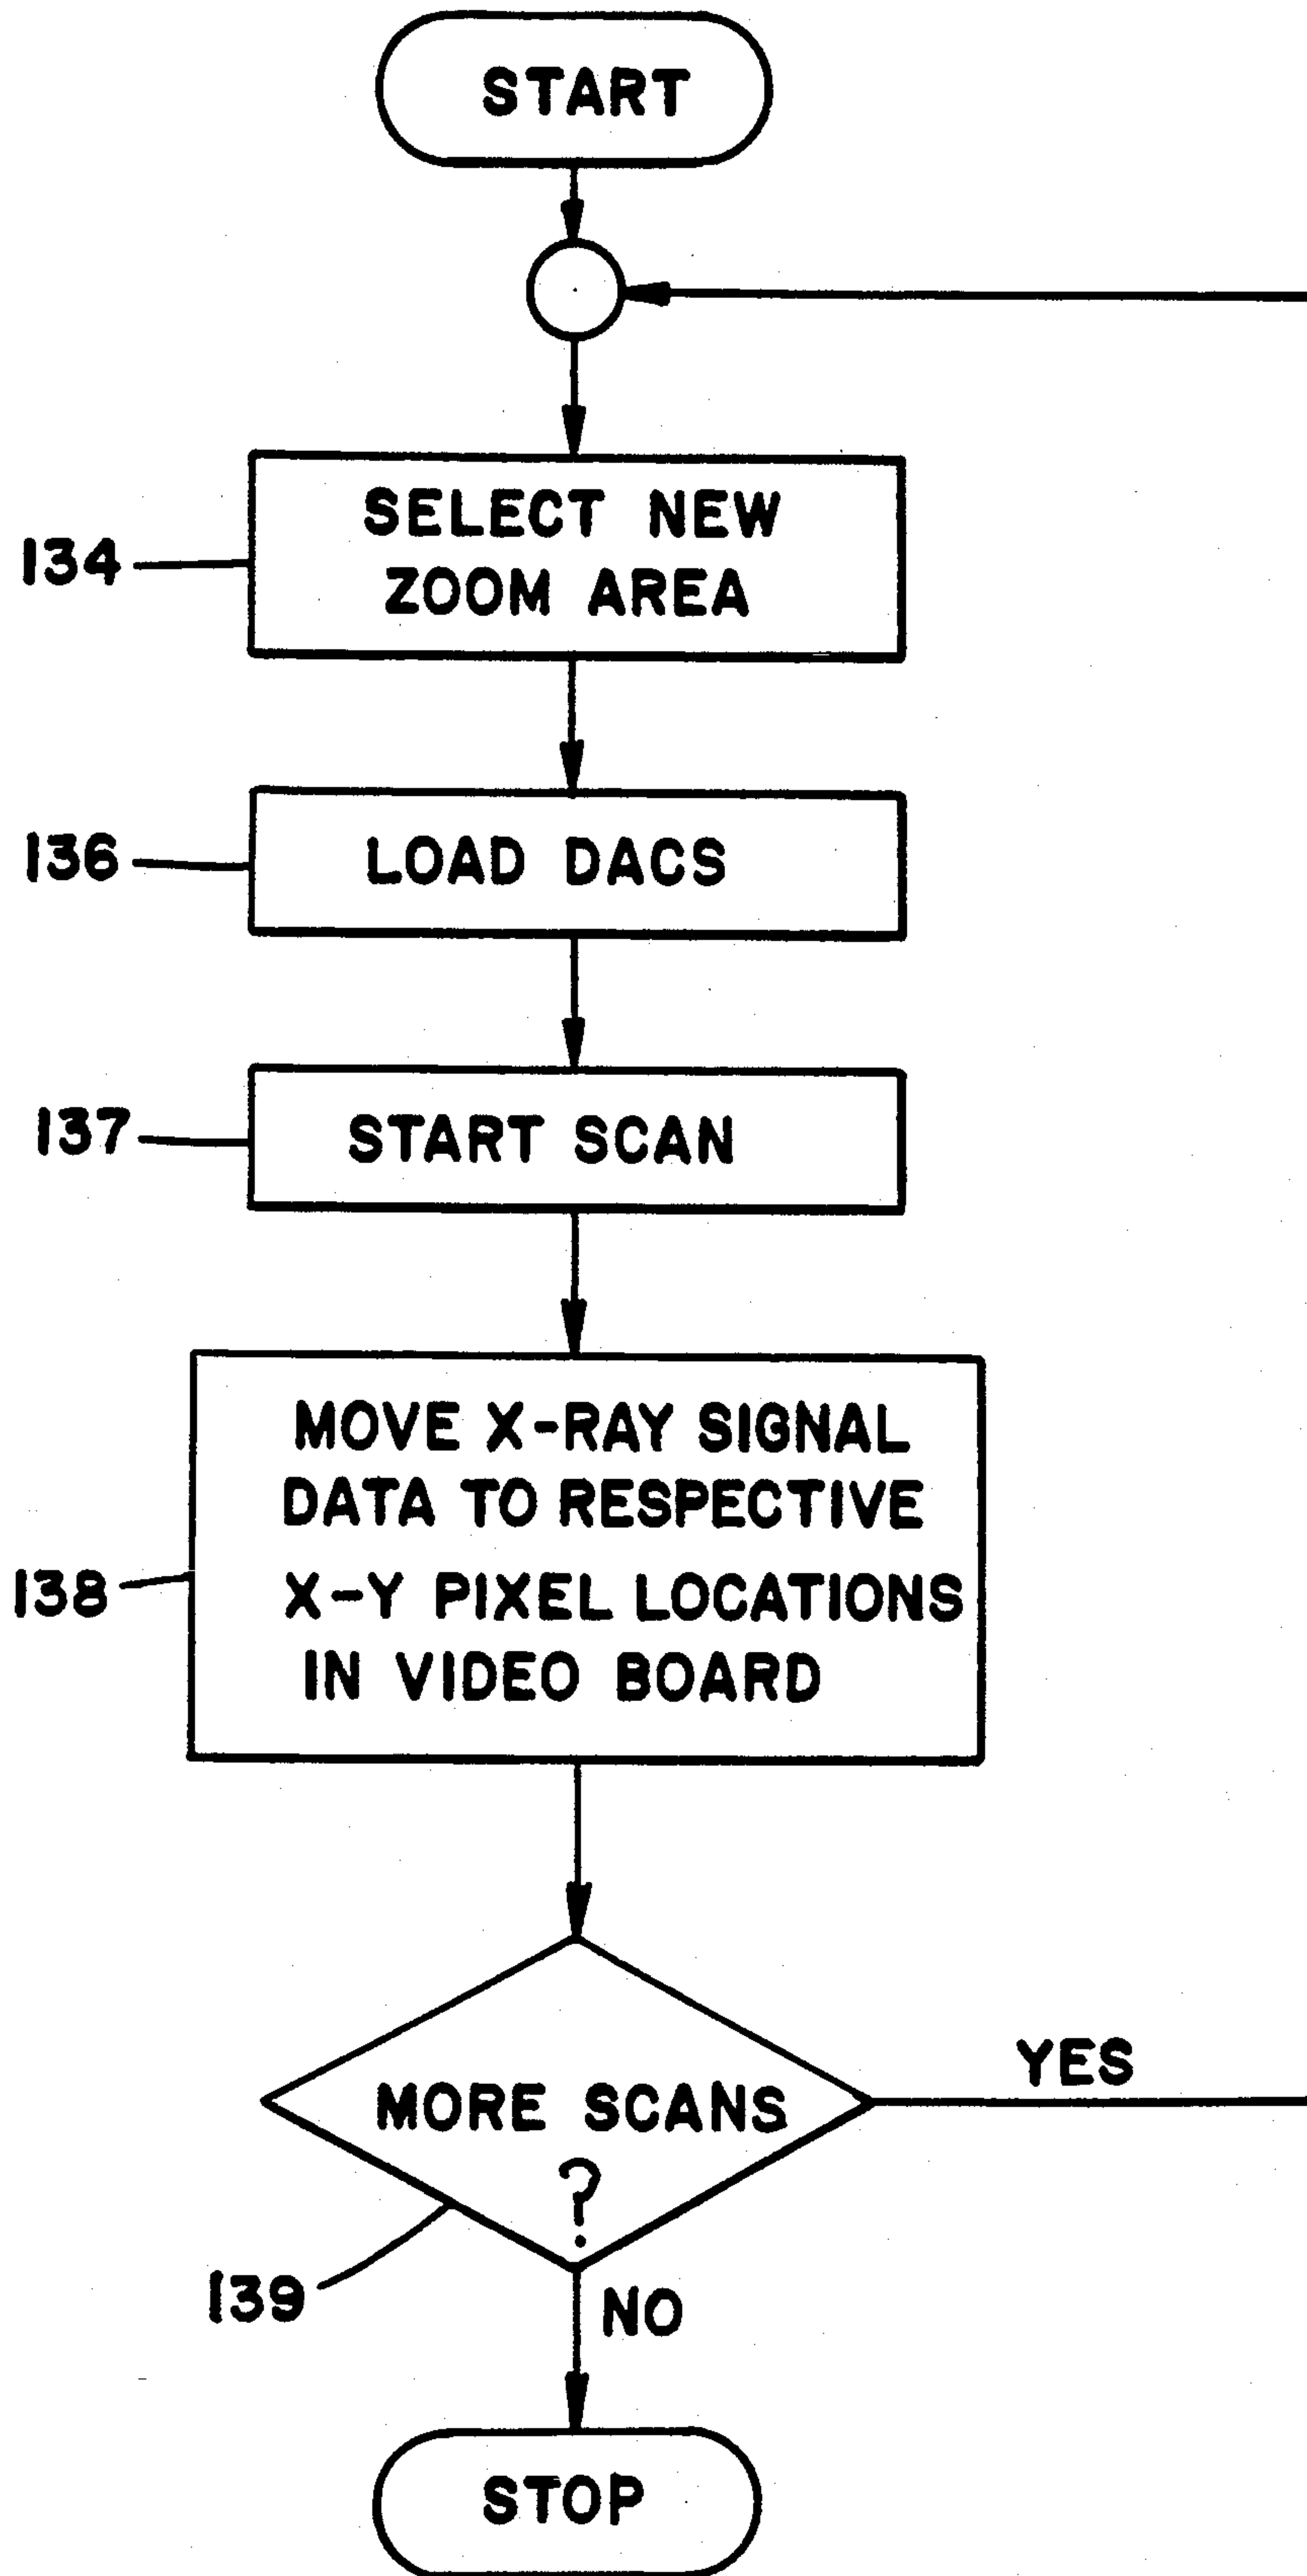 START
SELECT NEW
134
ZOOM AREA
136
LOAD DACS
137
START SCAN
MOVE X-RAY SIGNAL
DATA TO RESPECTIVE
138
X-Y PIXEL LOCATIONS
IN VIDEO BOARD
YES
MORE SCANS
?
139
NO
STOP